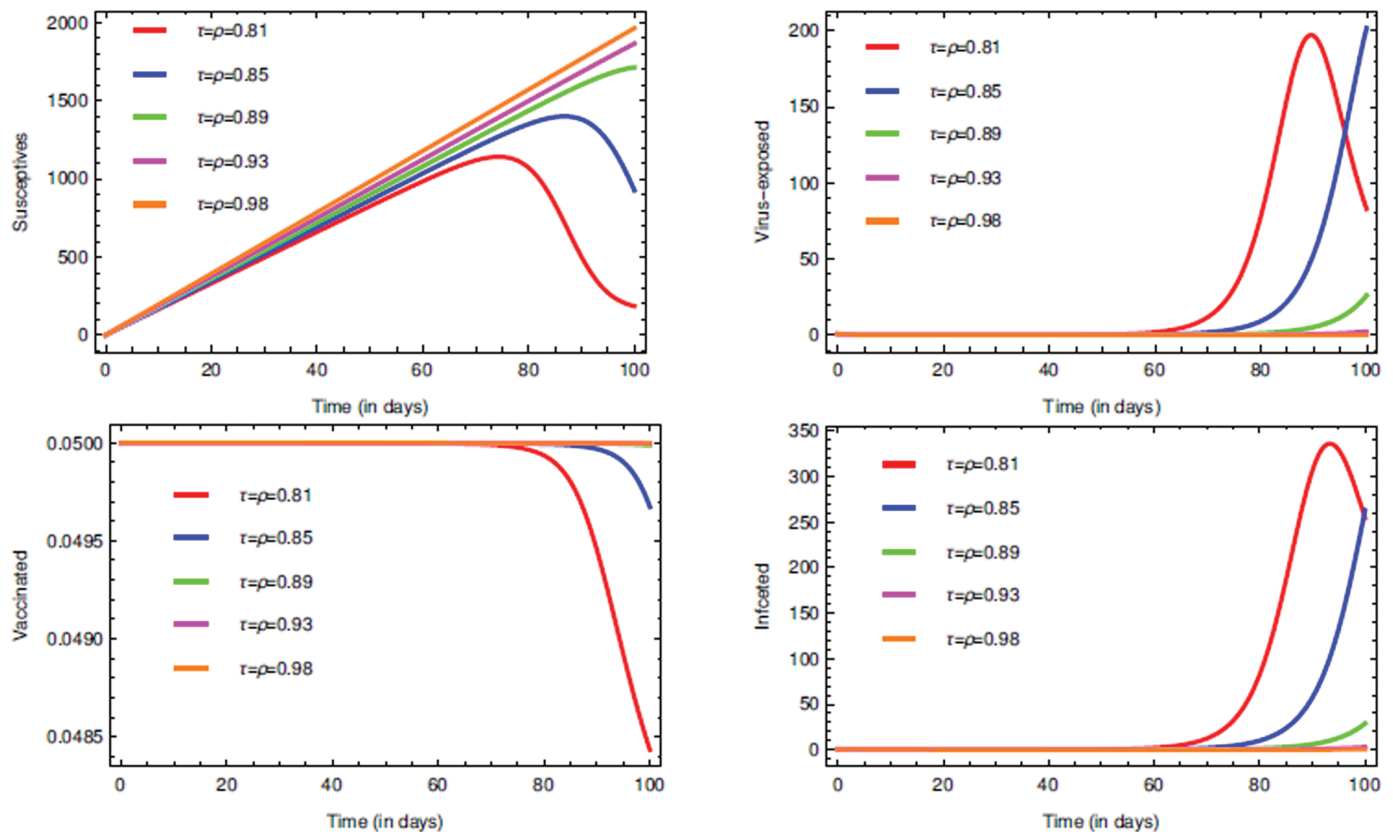 Susceptives
2000
1500
1000
500
0
τ=ρ=0.81
τ=ρ=0.85
τ=ρ=0.89
τ=ρ=0.93
τ=ρ=0.98
0 20 40 60 80 100
Time (in days)
Virus-exposed
200
150
100
50
0
τ=ρ=0.81
τ=ρ=0.85
τ=ρ=0.89
τ=ρ=0.93
τ=ρ=0.98
0 20 40 60 80 100
Time (in days)
Vaccinated
0.0500
0.0495
0.0490
0.0485
τ=ρ=0.81
τ=ρ=0.85
τ=ρ=0.89
τ=ρ=0.93
τ=ρ=0.98
0 20 40 60 80 100
Time (in days)
Infceted
350
300
250
200
150
100
50
0
τ=ρ=0.81
τ=ρ=0.85
τ=ρ=0.89
τ=ρ=0.93
τ=ρ=0.98
0 20 40 60 80 100
Time (in days)